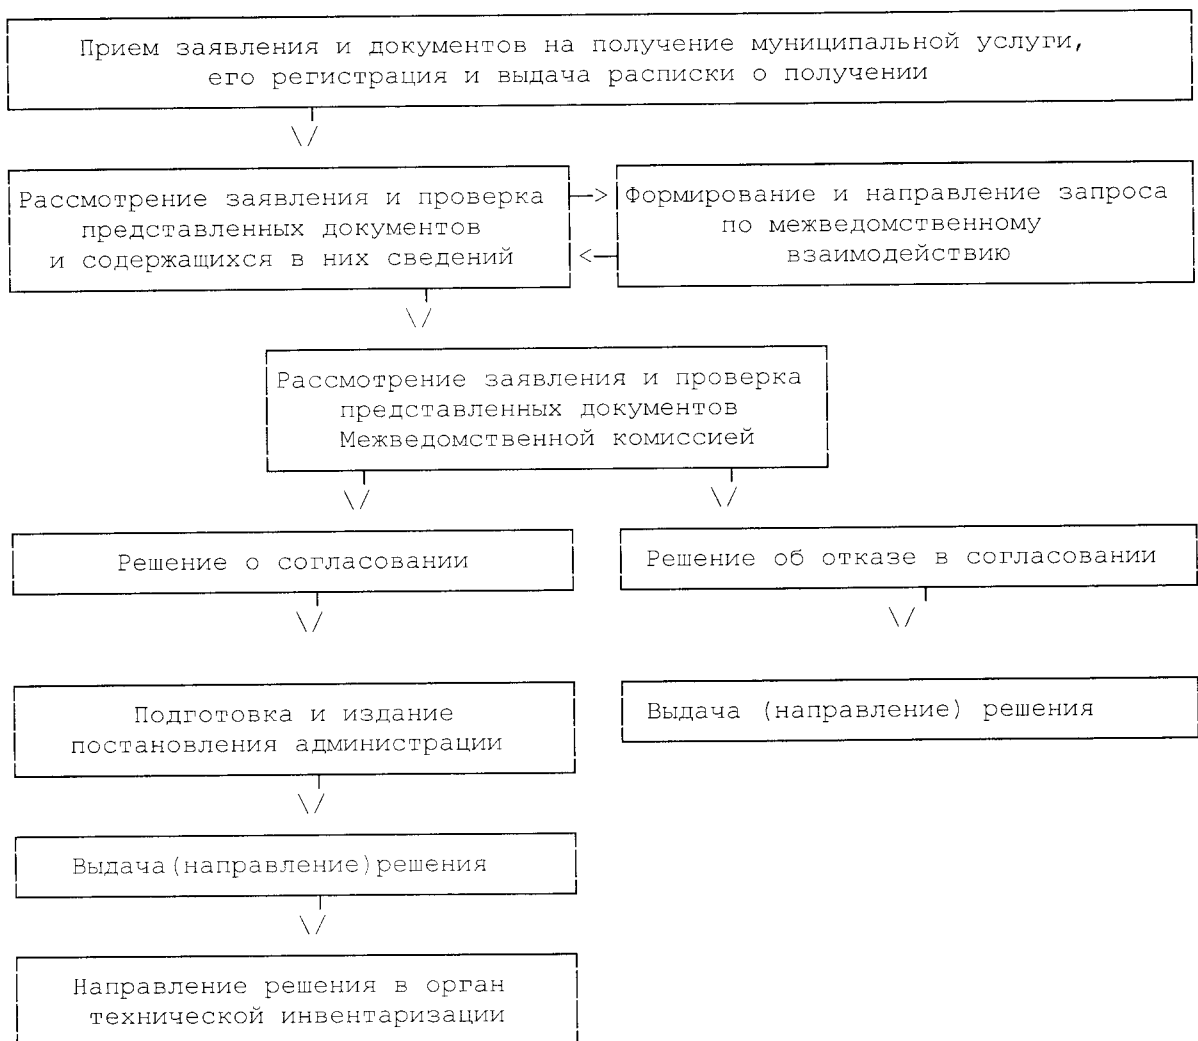 Прием заявления и документов на получение муниципальной услуги,
его регистрация и выдача расписки о получении
Рассмотрение заявления и проверка
представленных документов
и содержащихся в них сведений
Формирование и направление запроса
по межведомственному
взаимодействию
Рассмотрение заявления и проверка
представленных документов
Межведомственной комиссией
Решение о согласовании
Решение об отказе в согласовании
Подготовка и издание
постановления администрации
Выдача (направление) решения
Выдача(направление)решения
Направление решения в орган
технической инвентаризации